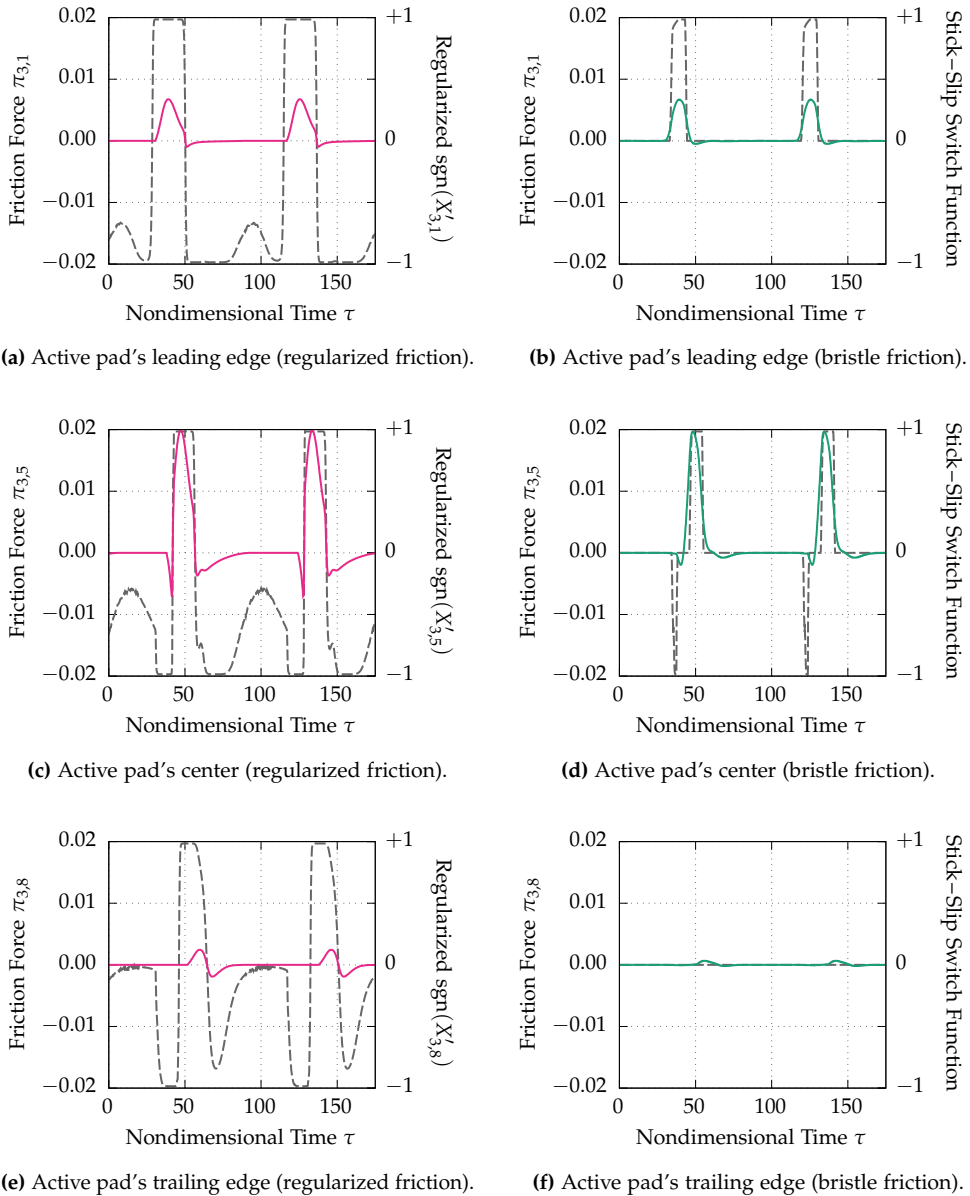 0.02
0.01
0.00
−0.01
−0.02
Friction Force π3,1
+1
0
−1
Regularized sgn(X′3,1)
0 50 100 150
Nondimensional Time τ
(a) Active pad's leading edge (regularized friction).
0.02
0.01
0.00
−0.01
−0.02
Friction Force π3,1
+1
0
−1
Stick−Slip Switch Function
0 50 100 150
Nondimensional Time τ
(b) Active pad's leading edge (bristle friction).
0.02
0.01
0.00
−0.01
−0.02
Friction Force π3,5
+1
0
−1
Regularized sgn(X′3,5)
0 50 100 150
Nondimensional Time τ
(c) Active pad's center (regularized friction).
0.02
0.01
0.00
−0.01
−0.02
Friction Force π3,5
+1
0
−1
Stick−Slip Switch Function
0 50 100 150
Nondimensional Time τ
(d) Active pad's center (bristle friction).
0.02
0.01
0.00
−0.01
−0.02
Friction Force π3,8
+1
0
−1
Regularized sgn(X′3,8)
0 50 100 150
Nondimensional Time τ
(e) Active pad's trailing edge (regularized friction).
0.02
0.01
0.00
−0.01
−0.02
Friction Force π3,8
+1
0
−1
Stick−Slip Switch Function
0 50 100 150
Nondimensional Time τ
(f) Active pad's trailing edge (bristle friction).